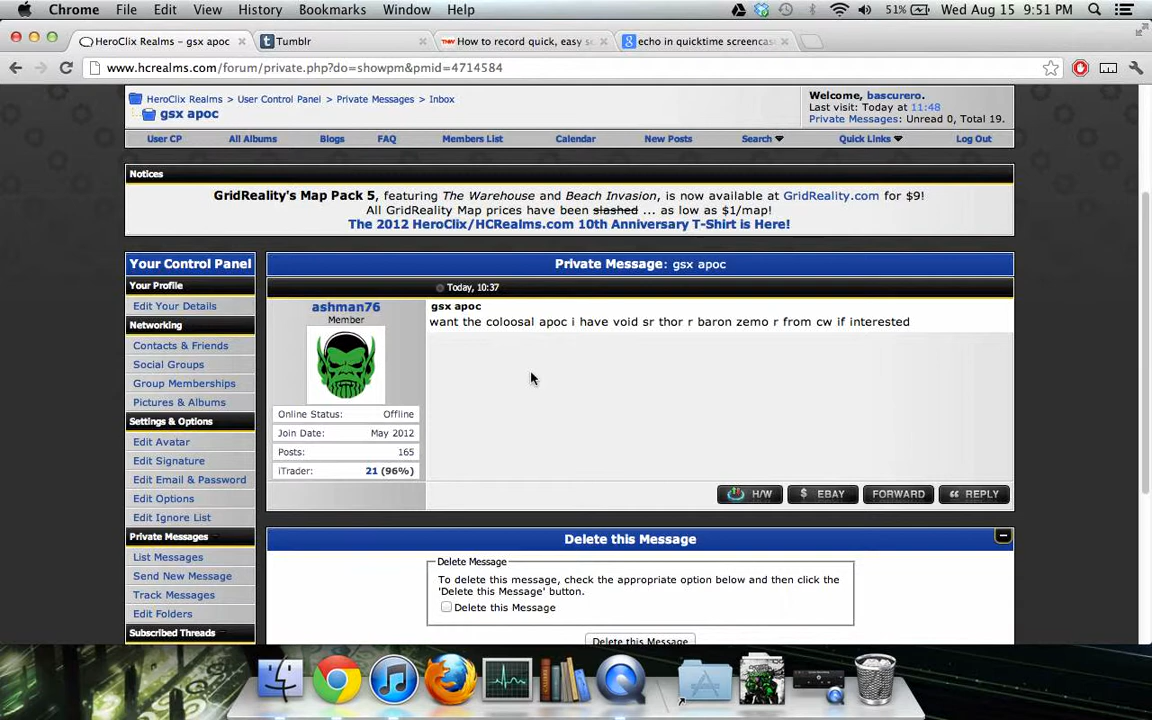 Chrome File Edit View History Bookmarks Window Help 51% Wed Aug 15 9:51 PM
HeroClix Realms – gsx apoc Tumblr How to record quick, easy s echo in quicktime screencas
www.hcrealms.com/forum/private.php?do=showpm&pmid=4714584
HeroClix Realms > User Control Panel > Private Messages > Inbox
gsx apoc
Welcome, bascurero.
Last visit: Today at 11:48
Private Messages: Unread 0, Total 19.
User CP All Albums Blogs FAQ Members List Calendar New Posts Search Quick Links Log Out
Notices
GridReality's Map Pack 5, featuring The Warehouse and Beach Invasion, is now available at GridReality.com for $9!
All GridReality Map prices have been slashed ... as low as $1/map!
The 2012 HeroClix/HCRealms.com 10th Anniversary T-Shirt is Here!
Your Control Panel
Your Profile
Edit Your Details
Networking
Contacts & Friends
Social Groups
Group Memberships
Pictures & Albums
Settings & Options
Edit Avatar
Edit Signature
Edit Email & Password
Edit Options
Edit Ignore List
Private Messages
List Messages
Send New Message
Track Messages
Edit Folders
Subscribed Threads
Private Message: gsx apoc
Today, 10:37
ashman76
Member
Online Status: Offline
Join Date: May 2012
Posts: 165
iTrader: 21 (96%)
gsx apoc
want the coloosal apoc i have void sr thor r baron zemo r from cw if interested
H/W $ EBAY FORWARD REPLY
Delete this Message
Delete Message
To delete this message, check the appropriate option below and then click the
'Delete this Message' button.
Delete this Message
Delete this Message